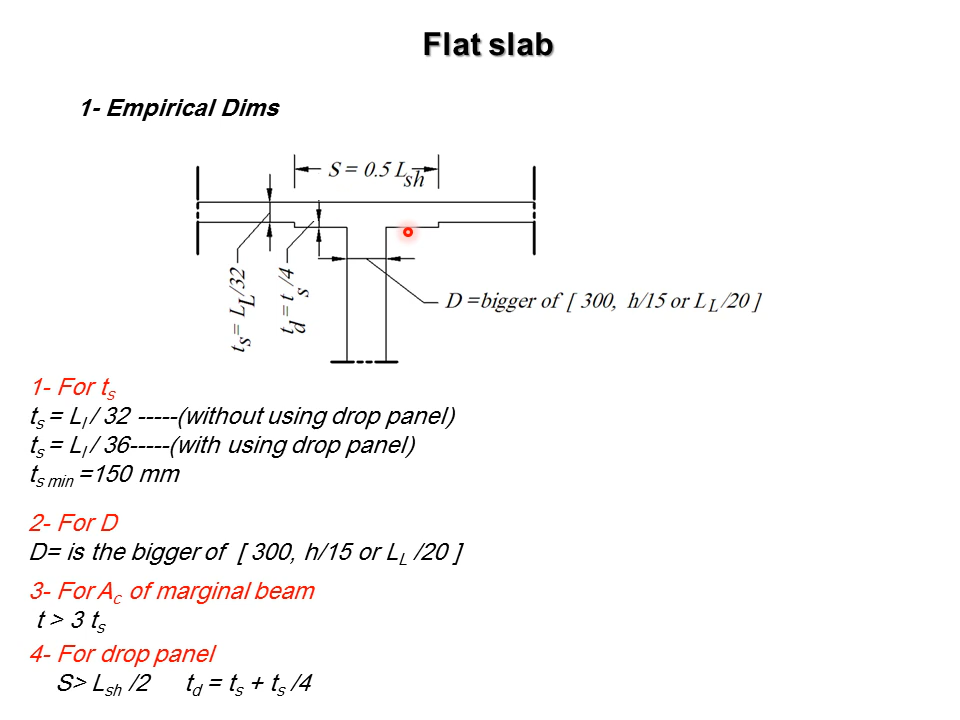 Flat slab
1- Empirical Dims
S = 0.5 Lsh
ts = LL/32
td = ts/4
D =bigger of [ 300, h/15 or LL/20 ]
1- For ts
ts = Ll / 32 -----(without using drop panel)
ts = Ll / 36-----(with using drop panel)
ts min =150 mm
2- For D
D= is the bigger of [ 300, h/15 or LL /20 ]
3- For Ac of marginal beam
t > 3 ts
4- For drop panel
S> Lsh /2 td = ts + ts /4